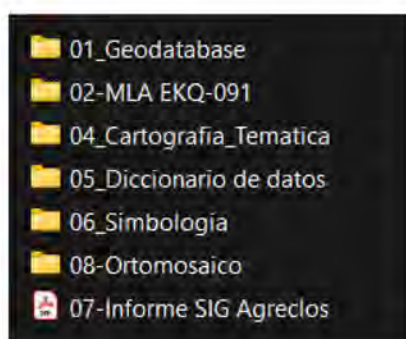 01_Geodatabase
02-MLA EKQ-091
04_Cartografia_Tematica
05_Diccionario de datos
06_Simbologia
08-Ortomosaico
07-Informe SIG Agreclos